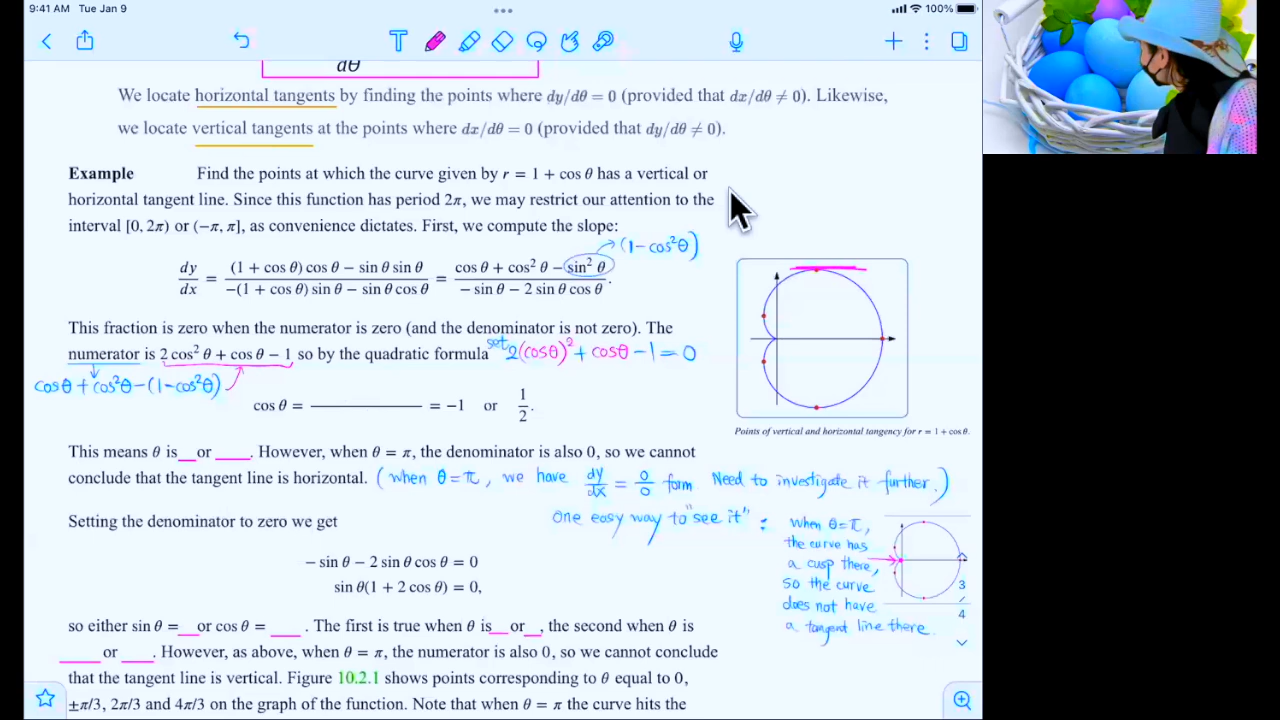 9:41 AM Tue Jan 9
100%
dθ
We locate horizontal tangents by finding the points where dy/dθ = 0 (provided that dx/dθ ≠ 0). Likewise,
we locate vertical tangents at the points where dx/dθ = 0 (provided that dy/dθ ≠ 0).
Example Find the points at which the curve given by r = 1 + cos θ has a vertical or
horizontal tangent line. Since this function has period 2π, we may restrict our attention to the
interval [0, 2π) or (−π, π], as convenience dictates. First, we compute the slope:
(1 − cos²θ)
dy/dx = ((1 + cos θ) cos θ − sin θ sin θ)/(−(1 + cos θ) sin θ − sin θ cos θ) = (cos θ + cos² θ − sin² θ)/(− sin θ − 2 sin θ cos θ).
This fraction is zero when the numerator is zero (and the denominator is not zero). The
numerator is 2 cos² θ + cos θ − 1 so by the quadratic formula set 2(cosθ)² + cosθ − 1 = 0
cosθ + cos²θ − (1 − cos²θ)
cos θ = ―――― = −1 or 1/2.
Points of vertical and horizontal tangency for r = 1 + cos θ.
This means θ is __ or ____. However, when θ = π, the denominator is also 0, so we cannot
conclude that the tangent line is horizontal. (when θ = π, we have dy/dx = 0/0 form Need to investigate it further.)
Setting the denominator to zero we get
One easy way to "see it" :
when θ = π,
the curve has
a cusp there,
so the curve
does not have
a tangent line there.
3
/
4
− sin θ − 2 sin θ cos θ = 0
sin θ(1 + 2 cos θ) = 0,
so either sin θ = __ or cos θ = ___ . The first is true when θ is __ or __, the second when θ is
____ or ___. However, as above, when θ = π, the numerator is also 0, so we cannot conclude
that the tangent line is vertical. Figure 10.2.1 shows points corresponding to θ equal to 0,
±π/3, 2π/3 and 4π/3 on the graph of the function. Note that when θ = π the curve hits the